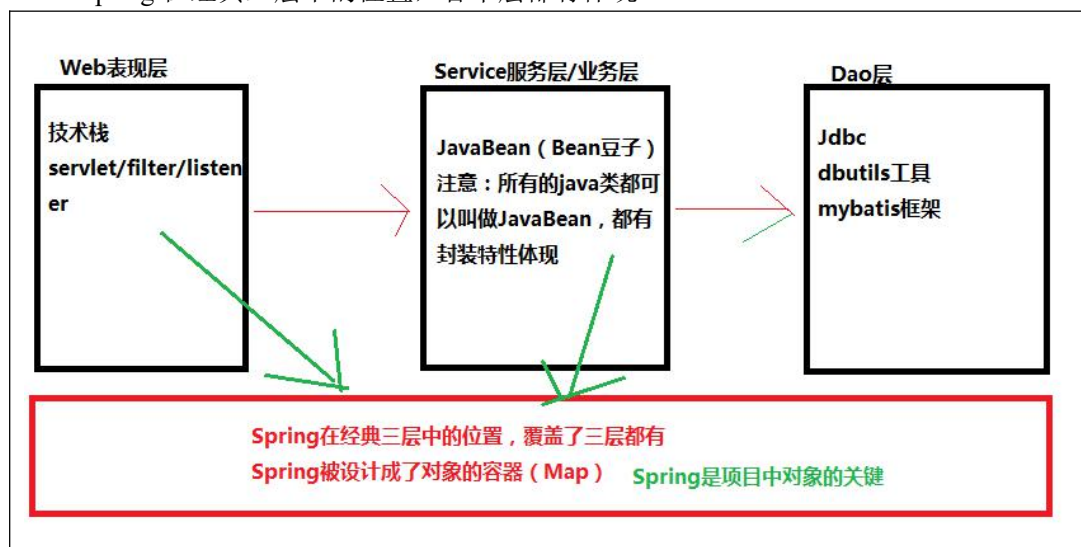 Web表现层
Service服务层/业务层
Dao层
技术栈
servlet/filter/listen
er
JavaBean（Bean豆子）
注意：所有的java类都可
以叫做JavaBean，都有
封装特性体现
Jdbc
dbutils工具
mybatis框架
Spring在经典三层中的位置，覆盖了三层都有
Spring被设计成了对象的容器（Map）
Spring是项目中对象的关键